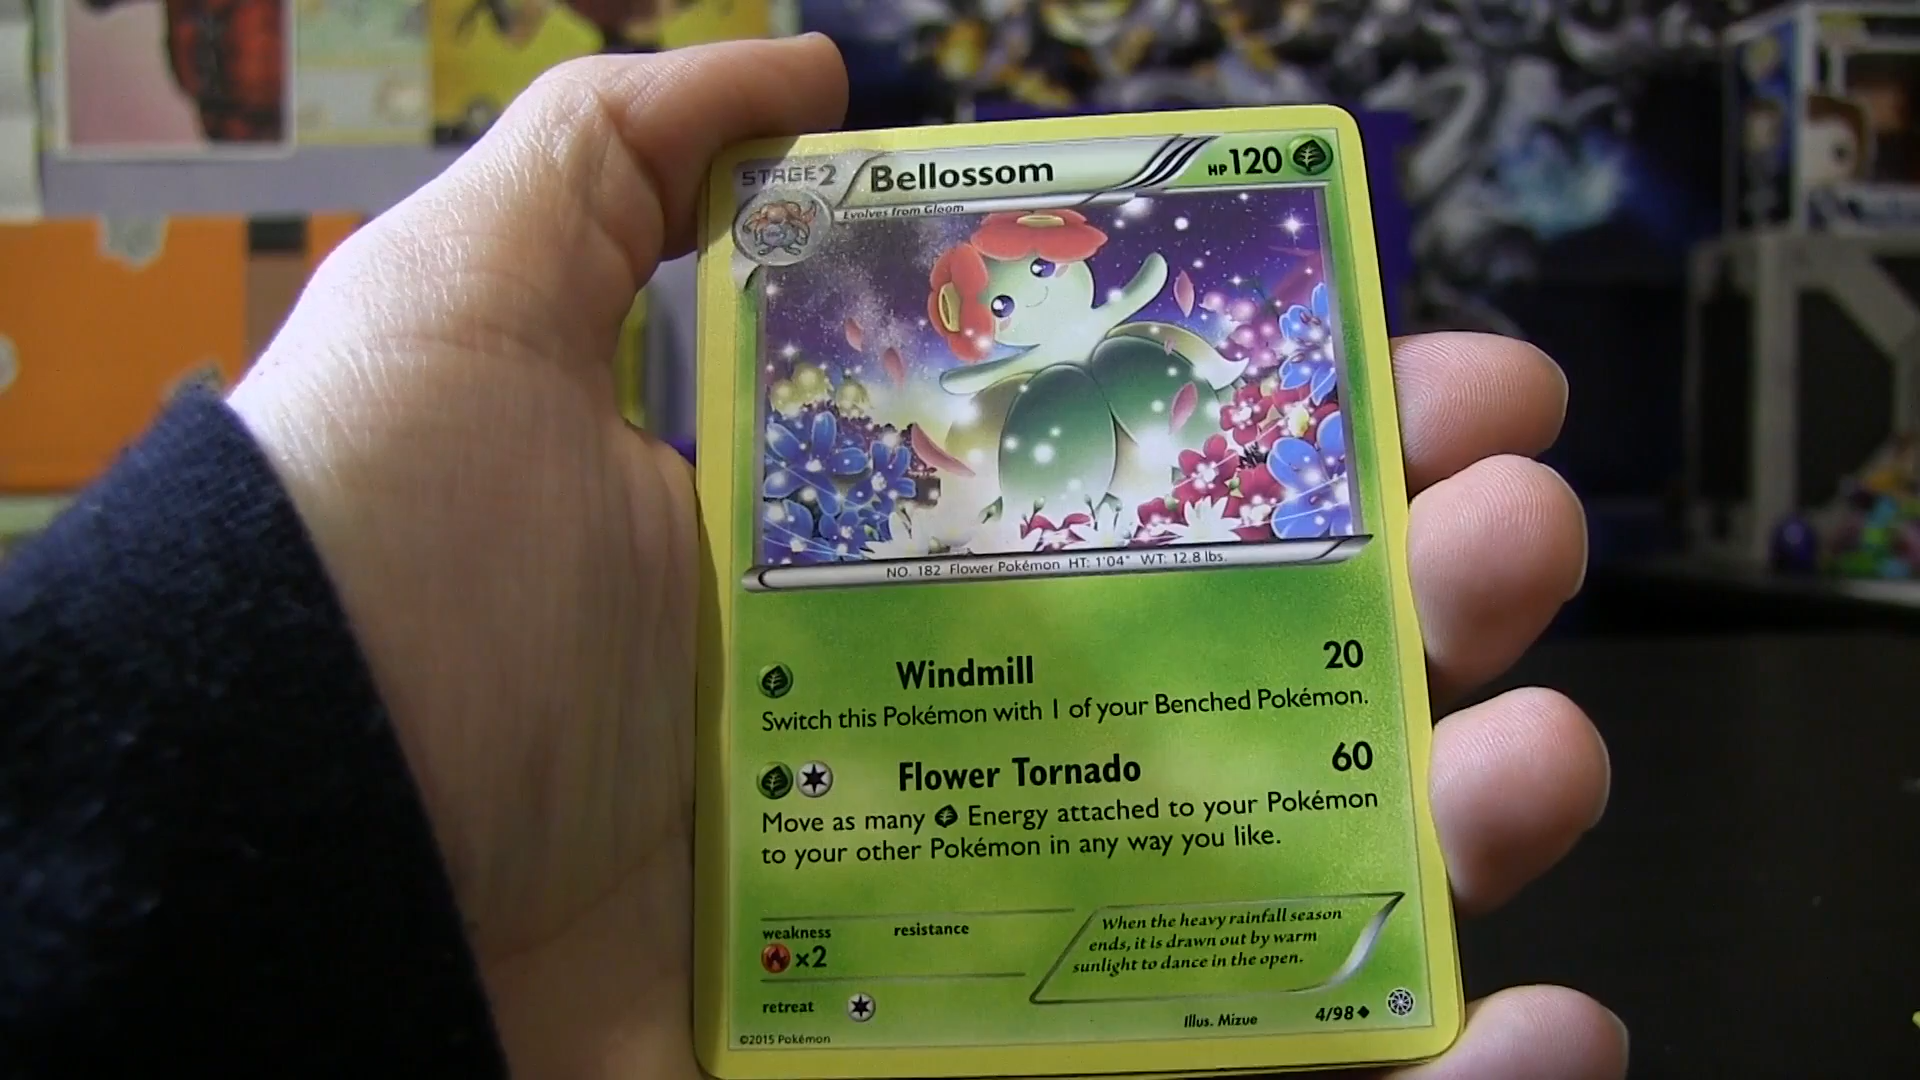 STAGE2 Bellossom HP120
Evolves from Gloom
NO. 182 Flower Pokémon HT: 1'04" WT: 12.8 lbs.
Windmill 20
Switch this Pokémon with 1 of your Benched Pokémon.
Flower Tornado 60
Move as many Energy attached to your Pokémon
to your other Pokémon in any way you like.
weakness resistance
×2
When the heavy rainfall season
ends, it is drawn out by warm
sunlight to dance in the open.
retreat
Illus. Mizue 4/98
©2015 Pokémon